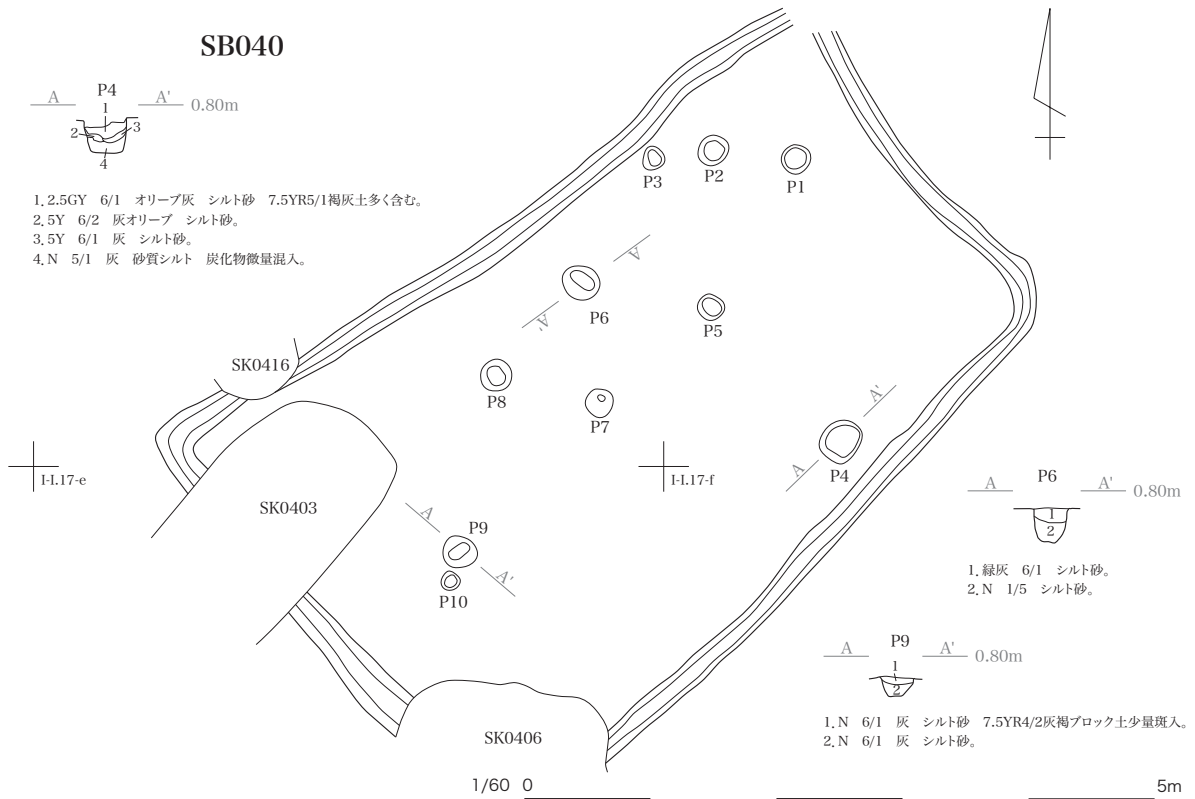 SB040
P4
A A' 0.80m
1
2 3
4
1. 2.5GY 6/1 オリーブ灰 シルト砂 7.5YR5/1褐灰土多く含む。
2. 5Y 6/2 灰オリーブ シルト砂。
3. 5Y 6/1 灰 シルト砂。
4. N 5/1 灰 砂質シルト 炭化物微量混入。
P3
P2
P1
A
A'
P6
P5
SK0416
P8
P7
A'
A
P4
I-I.17-e
I-I.17-f
SK0403
A
P9
A'
P10
P6
A A' 0.80m
1
2
1. 緑灰 6/1 シルト砂。
2. N 1/5 シルト砂。
P9
A A' 0.80m
1
2
1. N 6/1 灰 シルト砂 7.5YR4/2灰褐ブロック土少量斑入。
2. N 6/1 灰 シルト砂。
SK0406
1/60 0 5m